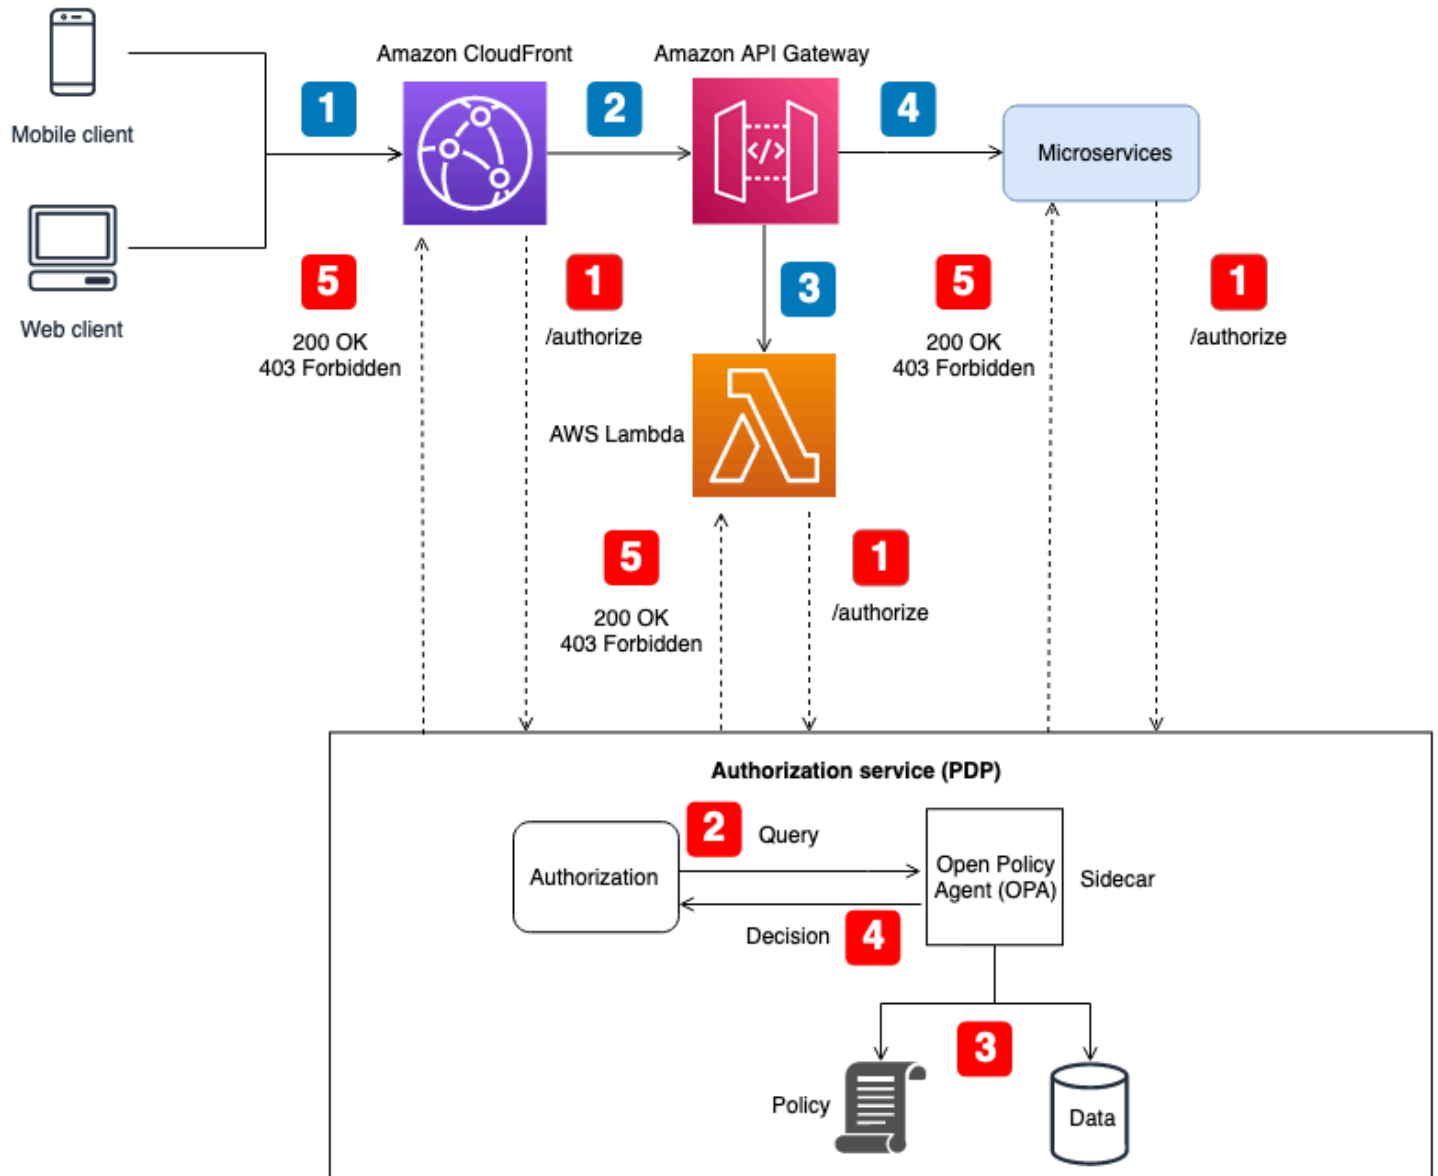 Amazon CloudFront
Amazon API Gateway
1
2
4
Mobile client
Microservices
</>
5
1
3
5
1
Web client
200 OK
403 Forbidden
/authorize
200 OK
403 Forbidden
/authorize
AWS Lambda
5
1
200 OK
403 Forbidden
/authorize
Authorization service (PDP)
2
Query
Authorization
Open Policy
Agent (OPA)
Sidecar
Decision
4
3
Policy
Data